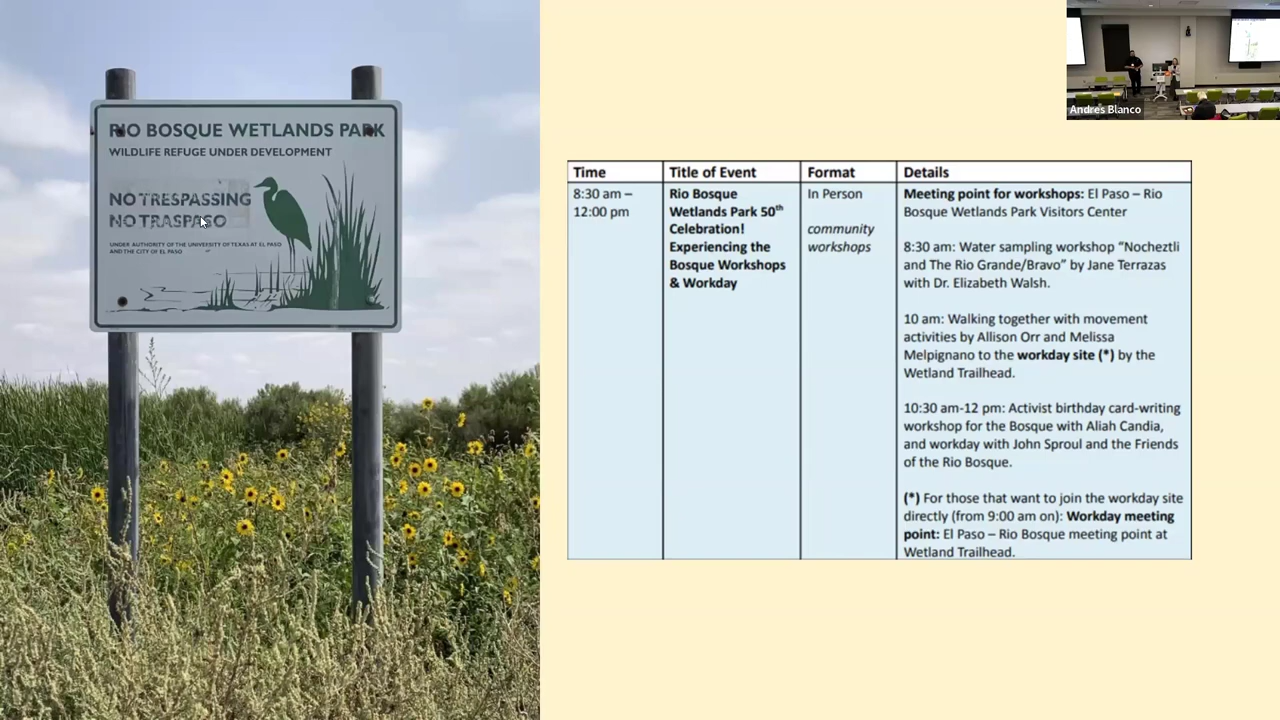 RIO BOSQUE WETLANDS PARK
WILDLIFE REFUGE UNDER DEVELOPMENT
NO TRESPASSING
NO TRASPASO
UNDER AUTHORITY OF THE UNIVERSITY OF TEXAS AT EL PASO
AND THE CITY OF EL PASO
Andres Blanco
Time
Title of Event
Format
Details
8:30 am –
12:00 pm
Rio Bosque
Wetlands Park 50th
Celebration!
Experiencing the
Bosque Workshops
& Workday
In Person
community
workshops
Meeting point for workshops: El Paso – Rio
Bosque Wetlands Park Visitors Center
8:30 am: Water sampling workshop “Nocheztli
and The Rio Grande/Bravo” by Jane Terrazas
with Dr. Elizabeth Walsh.
10 am: Walking together with movement
activities by Allison Orr and Melissa
Melpignano to the workday site (*) by the
Wetland Trailhead.
10:30 am-12 pm: Activist birthday card-writing
workshop for the Bosque with Aliah Candia,
and workday with John Sproul and the Friends
of the Rio Bosque.
(*) For those that want to join the workday site
directly (from 9:00 am on): Workday meeting
point: El Paso – Rio Bosque meeting point at
Wetland Trailhead.